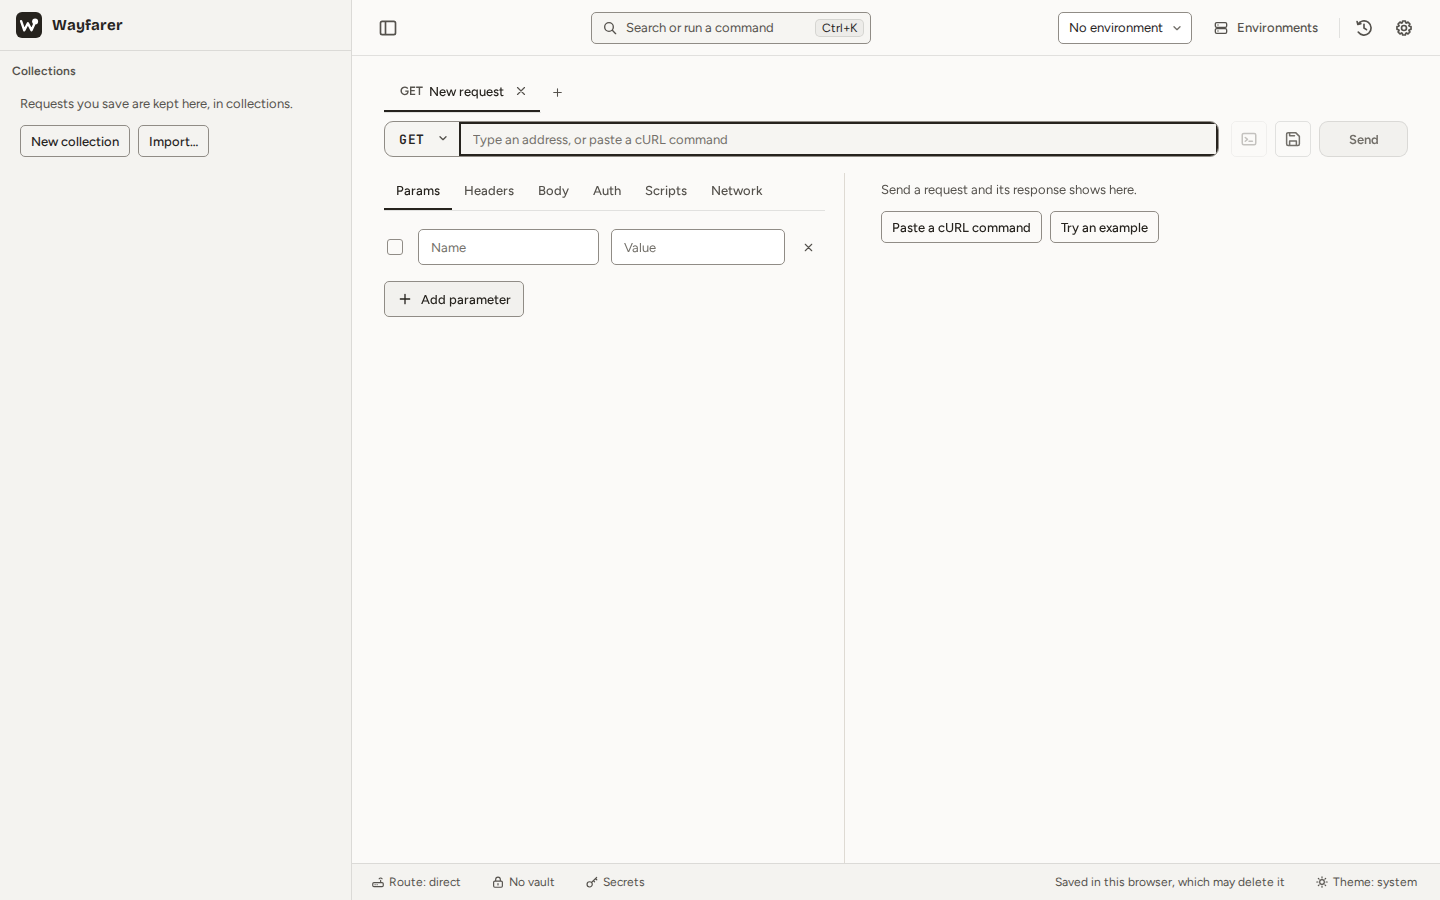 Wayfarer
Search or run a command
Ctrl+K
No environment
Environments
Collections
Requests you save are kept here, in collections.
New collection
Import...
GET New request
GET
Type an address, or paste a cURL command
Send
Params
Headers
Body
Auth
Scripts
Network
Name
Value
Add parameter
Send a request and its response shows here.
Paste a cURL command
Try an example
Route: direct
No vault
Secrets
Saved in this browser, which may delete it
Theme: system